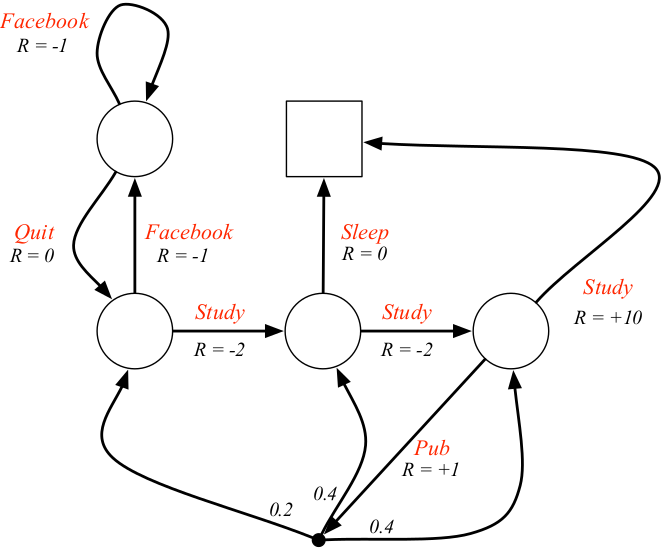 Facebook
R = -1
Quit
R = 0
Facebook
R = -1
Sleep
R = 0
Study
R = +10
Study
R = -2
Study
R = -2
Pub
R = +1
0.2
0.4
0.4